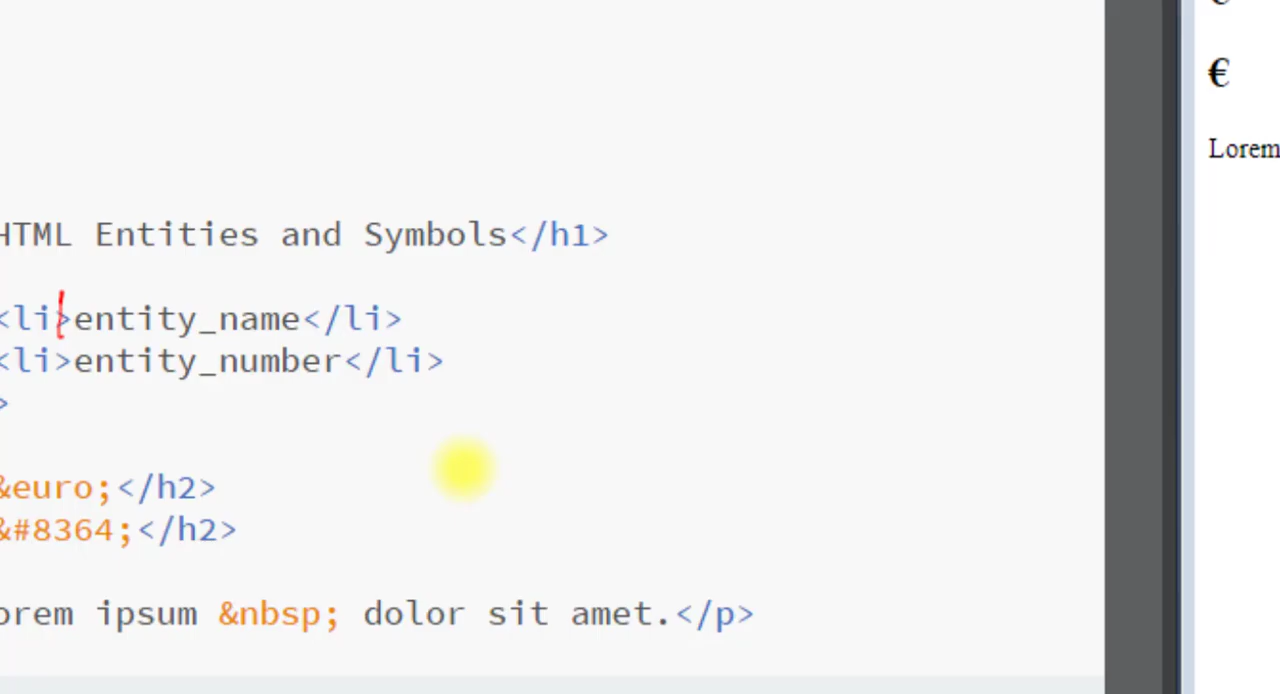 HTML Entities and Symbols</h1>
<li>entity_name</li>
<li>entity_number</li>
>
&euro;</h2>
&#8364;</h2>
orem ipsum &nbsp; dolor sit amet.</p>
€
Lorem